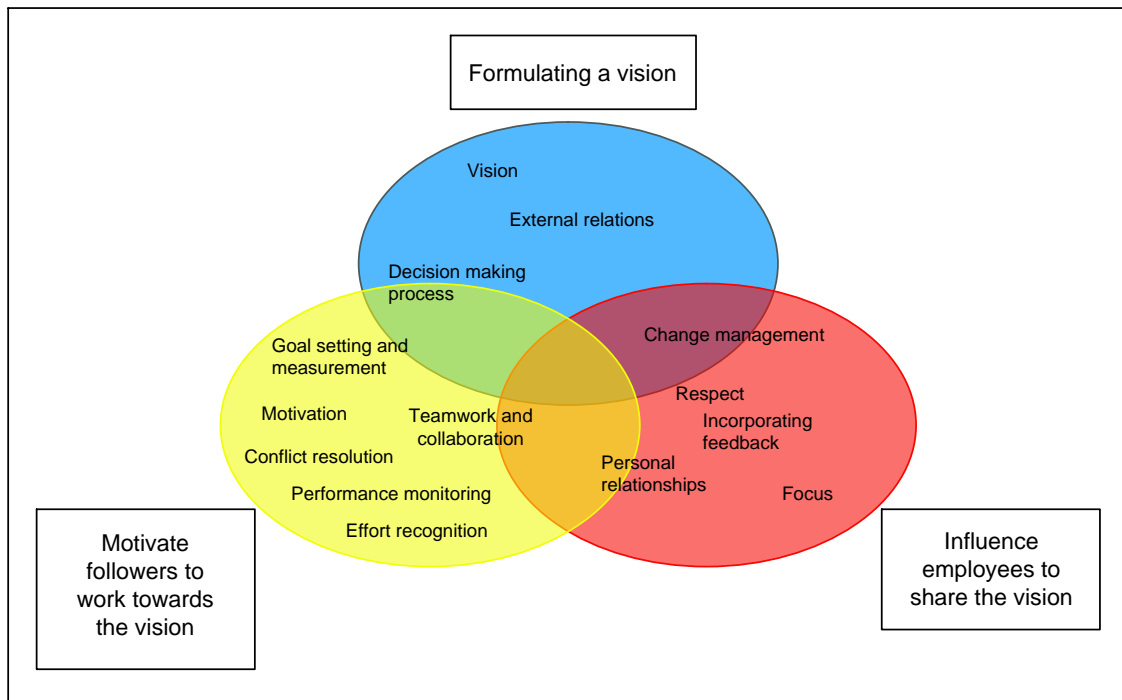 Formulating a vision
Vision
External relations
Decision making
process
Change management
Goal setting and
measurement
Respect
Motivation
Teamwork and
collaboration
Incorporating
feedback
Conflict resolution
Personal
relationships
Performance monitoring
Focus
Effort recognition
Motivate
followers to
work towards
the vision
Influence
employees to
share the vision